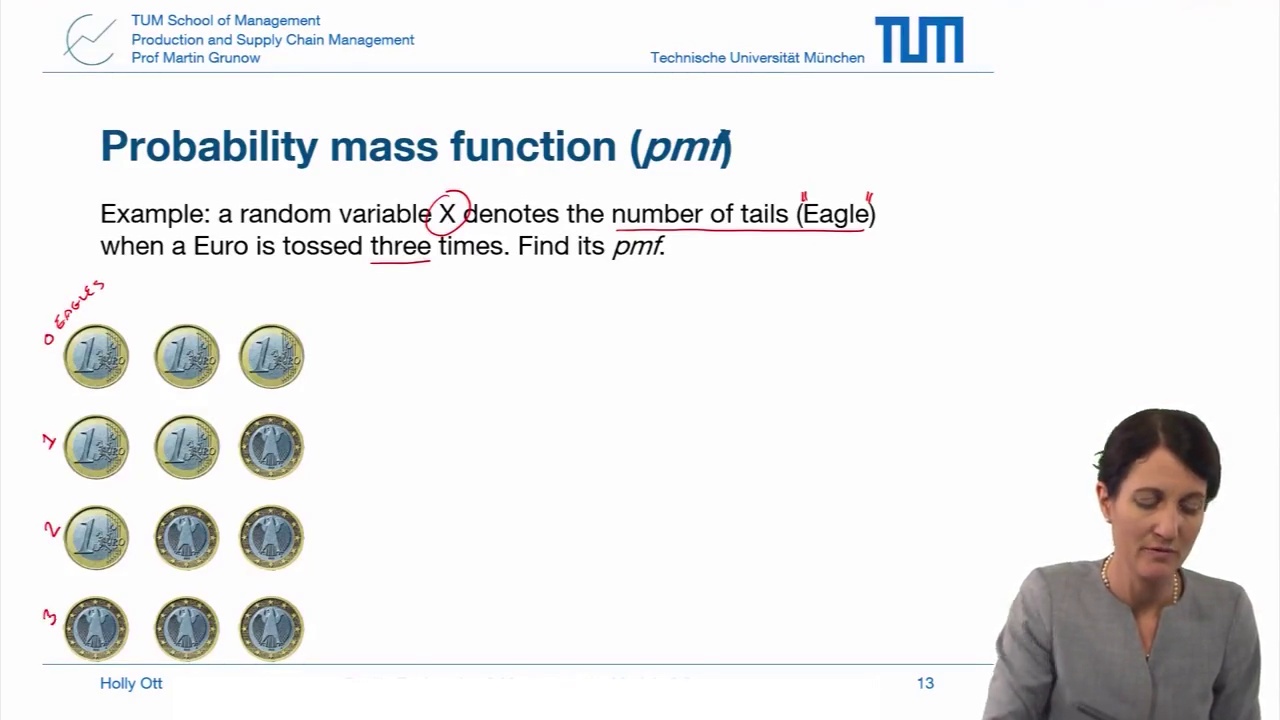 TUM School of Management
Production and Supply Chain Management
Prof Martin Grunow
Technische Universität München
TUM
Probability mass function (pmf)
Example: a random variable X denotes the number of tails ("Eagle")
when a Euro is tossed three times. Find its pmf.
0 EAGLES
1
2
3
Holly Ott
13